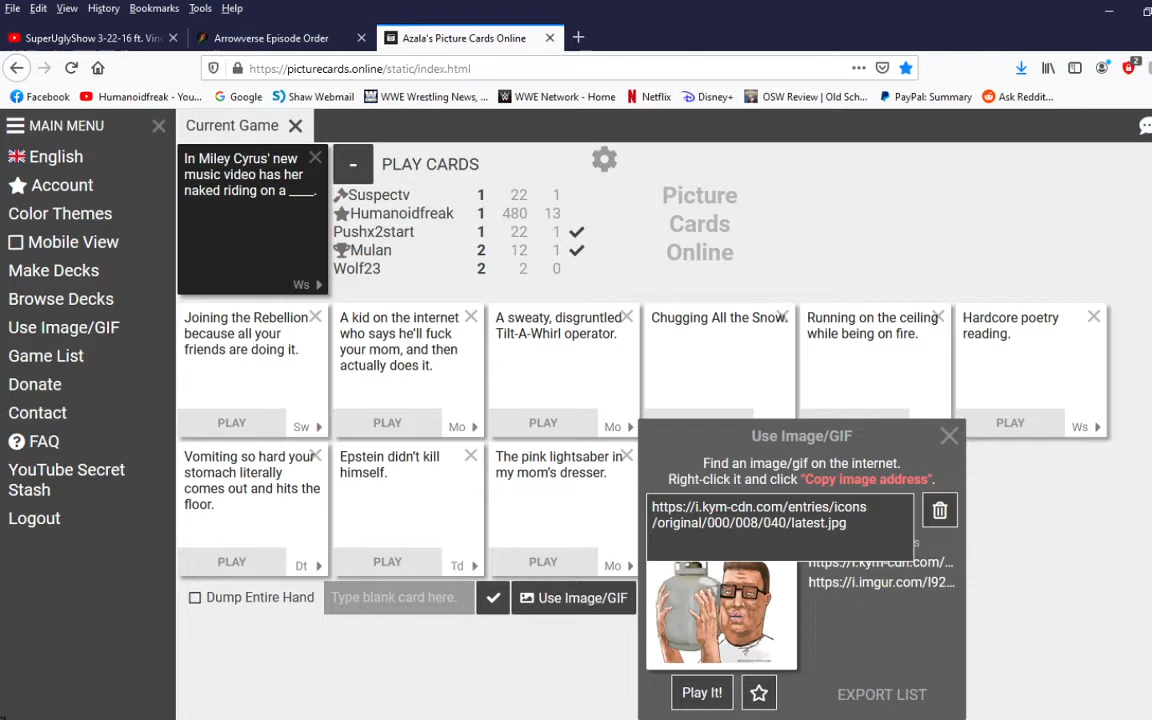 File Edit View History Bookmarks Tools Help
SuperUglyShow 3-22-16 ft. Vin
Arrowverse Episode Order
Azala's Picture Cards Online
https://picturecards.online/static/index.html
2
Facebook
Humanoidfreak - You...
Google
Shaw Webmail
WWE Wrestling News, ...
WWE Network - Home
Netflix
Disney+
OSW Review | Old Sch...
PayPal: Summary
Ask Reddit...
MAIN MENU
English
Account
Color Themes
Mobile View
Make Decks
Browse Decks
Use Image/GIF
Game List
Donate
Contact
FAQ
YouTube Secret
Stash
Logout
Current Game
In Miley Cyrus' new
music video has her
naked riding on a ____.
Ws
- PLAY CARDS
Suspectv 1 22 1
Humanoidfreak 1 480 13
Pushx2start 1 22 1
Mulan 2 12 1
Wolf23 2 2 0
Picture
Cards
Online
Joining the Rebellion
because all your
friends are doing it.
PLAY Sw
A kid on the internet
who says he'll fuck
your mom, and then
actually does it.
PLAY Mo
A sweaty, disgruntled
Tilt-A-Whirl operator.
PLAY Mo
Chugging All the Snow.
Running on the ceiling
while being on fire.
Hardcore poetry
reading.
PLAY Ws
Vomiting so hard your
stomach literally
comes out and hits the
floor.
PLAY Dt
Epstein didn't kill
himself.
PLAY Td
The pink lightsaber in
my mom's dresser.
PLAY Mo
Dump Entire Hand
Type blank card here.
Use Image/GIF
Use Image/GIF
Find an image/gif on the internet.
Right-click it and click "Copy image address".
https://i.kym-cdn.com/entries/icons
/original/000/008/040/latest.jpg
https://i.kym-cdn.com/...
https://i.imgur.com/I92...
Play It!
EXPORT LIST